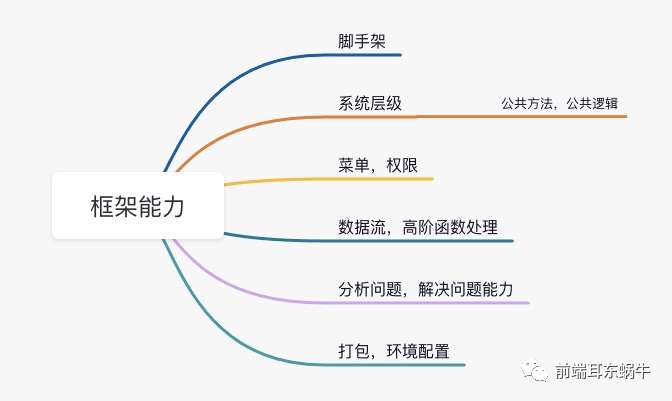 脚手架
系统层级
公共方法，公共逻辑
菜单，权限
框架能力
数据流，高阶函数处理
分析问题，解决问题能力
打包，环境配置
前端耳东蜗牛